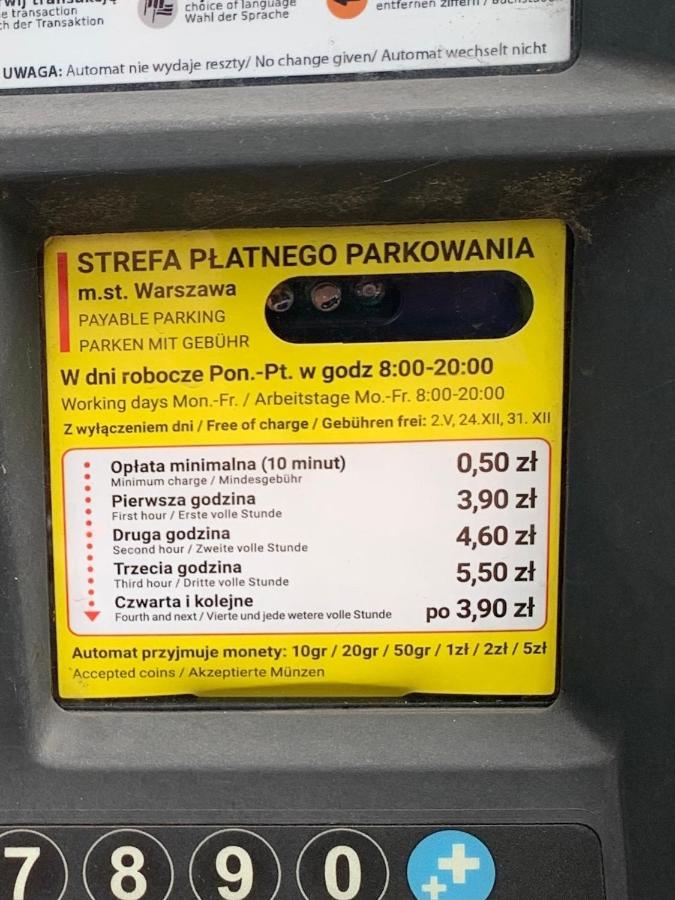 e transaction
ch der Transaktion
choice of language
Wahl der Sprache
entfernen
UWAGA: Automat nie wydaje reszty/ No change given/ Automat wechselt nicht
STREFA PŁATNEGO PARKOWANIA
m.st. Warszawa
PAYABLE PARKING
PARKEN MIT GEBÜHR
W dni robocze Pon.-Pt. w godz 8:00-20:00
Working days Mon.-Fr. / Arbeitstage Mo.-Fr. 8:00-20:00
Z wyłączeniem dni / Free of charge / Gebühren frei: 2.V, 24.XII, 31. XII
Opłata minimalna (10 minut) 0,50 zł
Minimum charge / Mindesgebühr
Pierwsza godzina 3,90 zł
First hour / Erste volle Stunde
Druga godzina 4,60 zł
Second hour / Zweite volle Stunde
Trzecia godzina 5,50 zł
Third hour / Dritte volle Stunde
Czwarta i kolejne po 3,90 zł
Fourth and next / Vierte und jede wetere volle Stunde
Automat przyjmuje monety: 10gr / 20gr / 50gr / 1zł / 2zł / 5zł
Accepted coins / Akzeptierte Münzen
7 8 9 0 ++